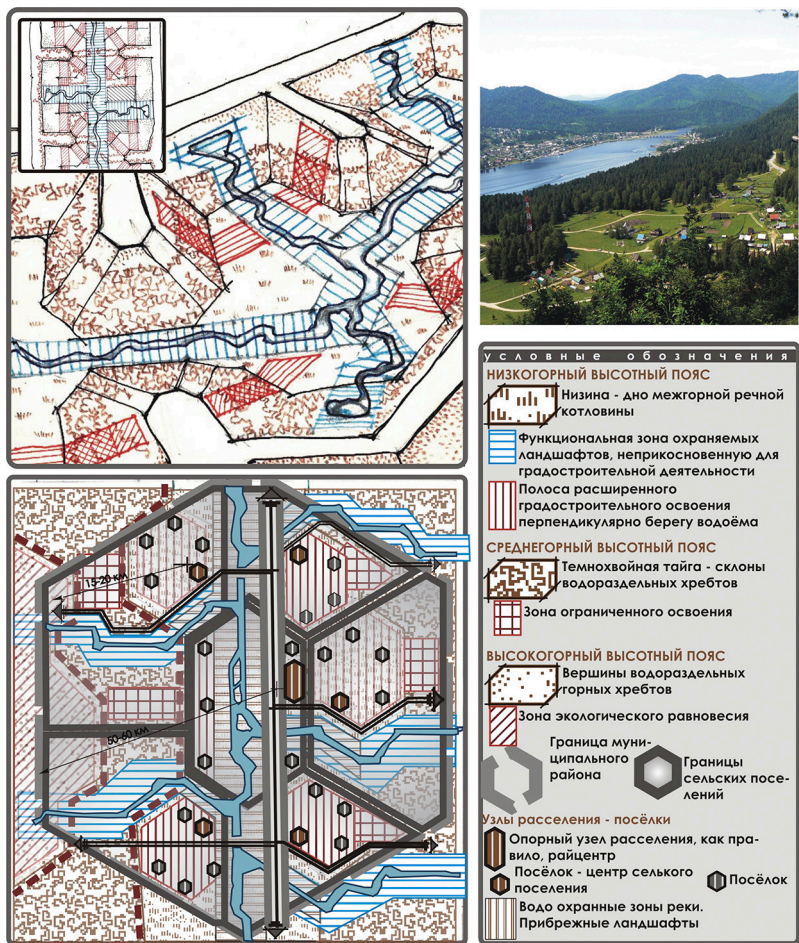 15-20 км
50-60 км
условные обозначения
НИЗКОГОРНЫЙ ВЫСОТНЫЙ ПОЯС
Низина - дно межгорной речной
котловины
Функциональная зона охраняемых
ландшафтов, неприкосновенную для
градостроительной деятельности
Полоса расширенного
градостроительного освоения
перпендикулярно берегу водоёма
СРЕДНЕГОРНЫЙ ВЫСОТНЫЙ ПОЯС
Темнохвойная тайга - склоны
водораздельных хребтов
Зона ограниченного освоения
ВЫСОКОГОРНЫЙ ВЫСОТНЫЙ ПОЯС
Вершины водораздельных
горных хребтов
Зона экологического равновесия
Граница муни-
ципального
района
Границы
сельских посе-
лений
Узлы расселения - посёлки
Опорный узел расселения, как пра-
вило, райцентр
Посёлок - центр селького
поселения
Посёлок
Водо охранные зоны реки.
Прибрежные ландшафты